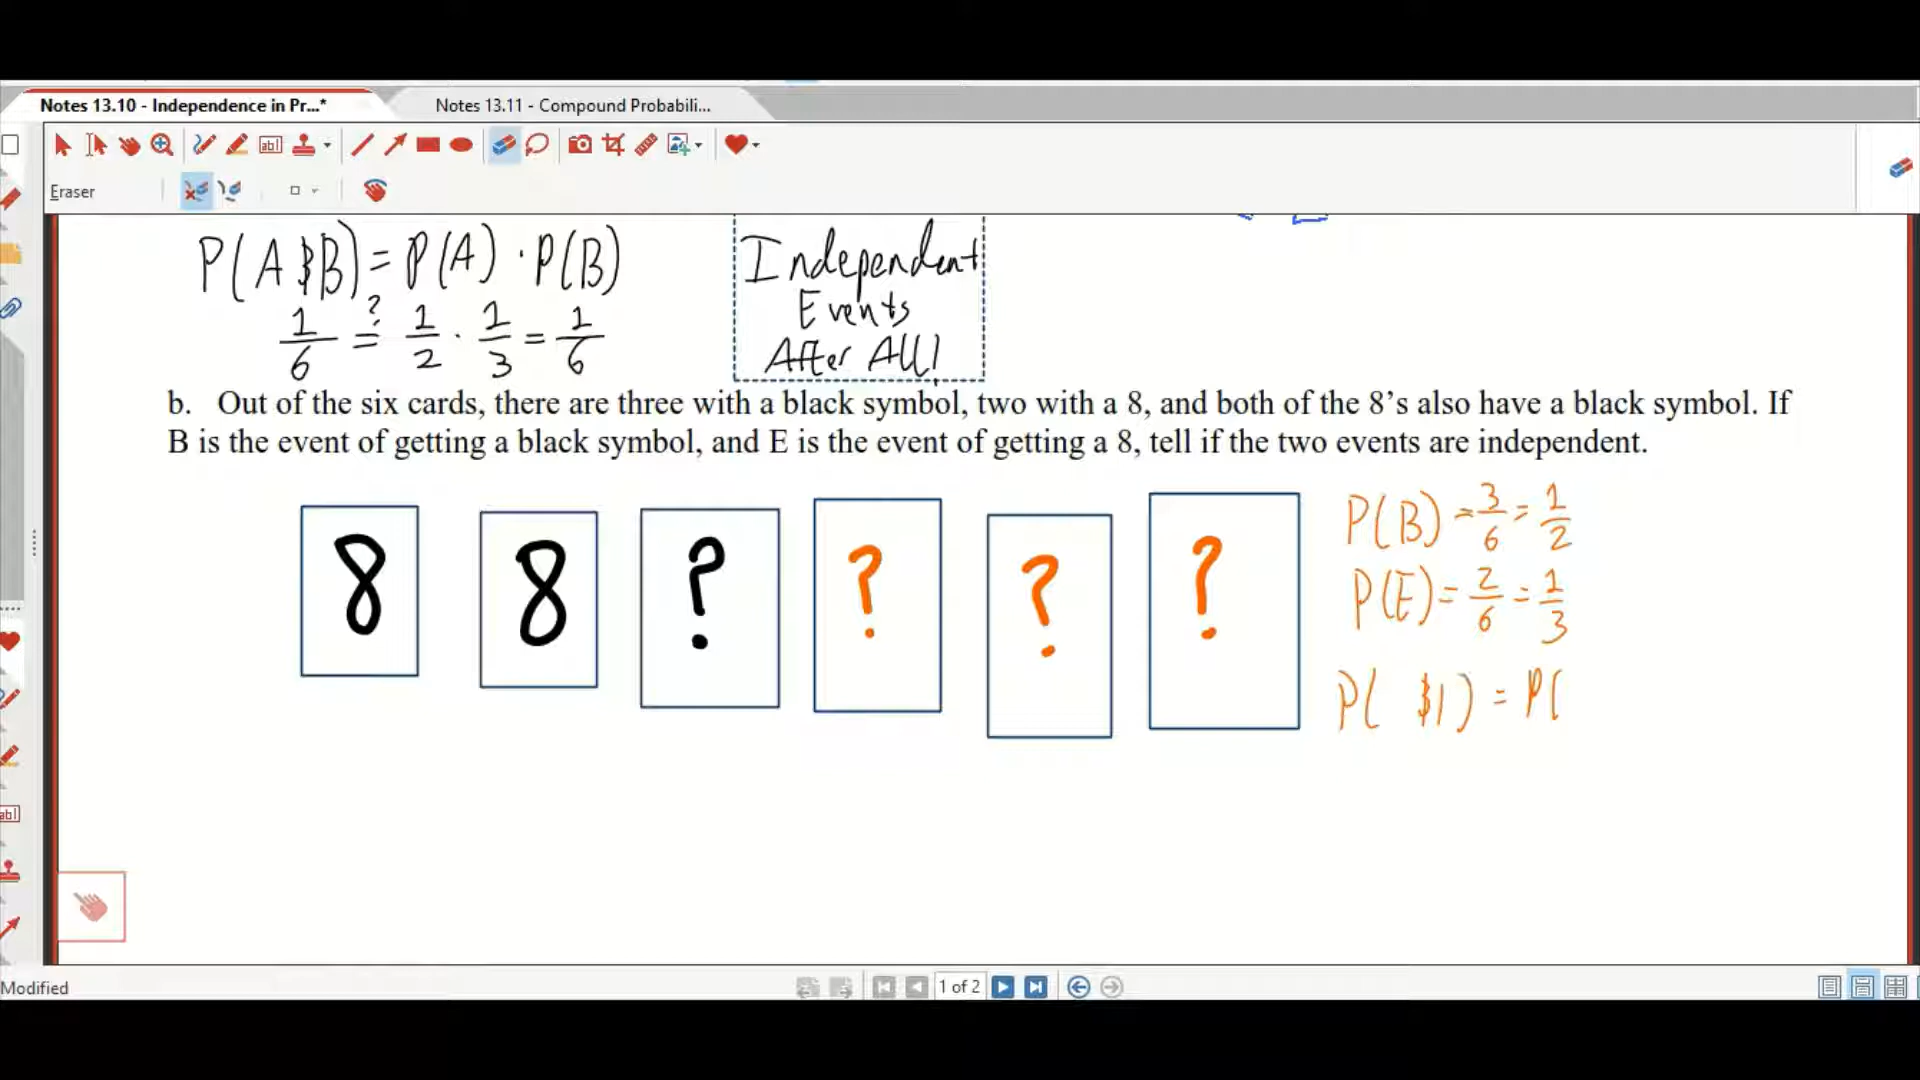 Notes 13.10 - Independence in Pr...*
Notes 13.11 - Compound Probabili...
abl
Eraser
P(A & B) = P(A) · P(B)
1/6 =? 1/2 · 1/3 = 1/6
Independent
Events
After All!
b. Out of the six cards, there are three with a black symbol, two with a 8, and both of the 8's also have a black symbol. If
B is the event of getting a black symbol, and E is the event of getting a 8, tell if the two events are independent.
8 8 ? ? ? ?
P(B) = 3/6 = 1/2
P(E) = 2/6 = 1/3
P( & ) = P(
abl
Modified
1 of 2